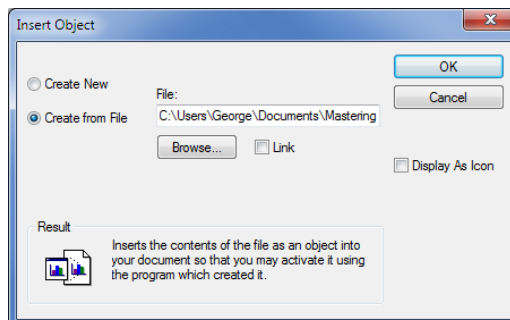 Insert Object
Create New
Create from File
File:
C:\Users\George\Documents\Mastering
Browse...
Link
OK
Cancel
Display As Icon
Result
Inserts the contents of the file as an object into
your document so that you may activate it using
the program which created it.